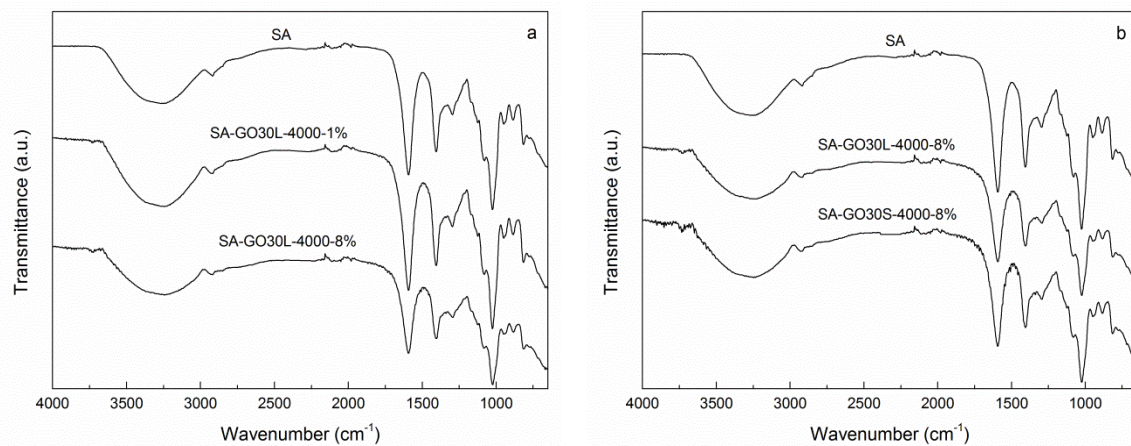 a
SA
SA-GO30L-4000-1%
SA-GO30L-4000-8%
Transmittance (a.u.)
4000 3500 3000 2500 2000 1500 1000
Wavenumber (cm⁻¹)
b
SA
SA-GO30L-4000-8%
SA-GO30S-4000-8%
Transmittance (a.u.)
4000 3500 3000 2500 2000 1500 1000
Wavenumber (cm⁻¹)